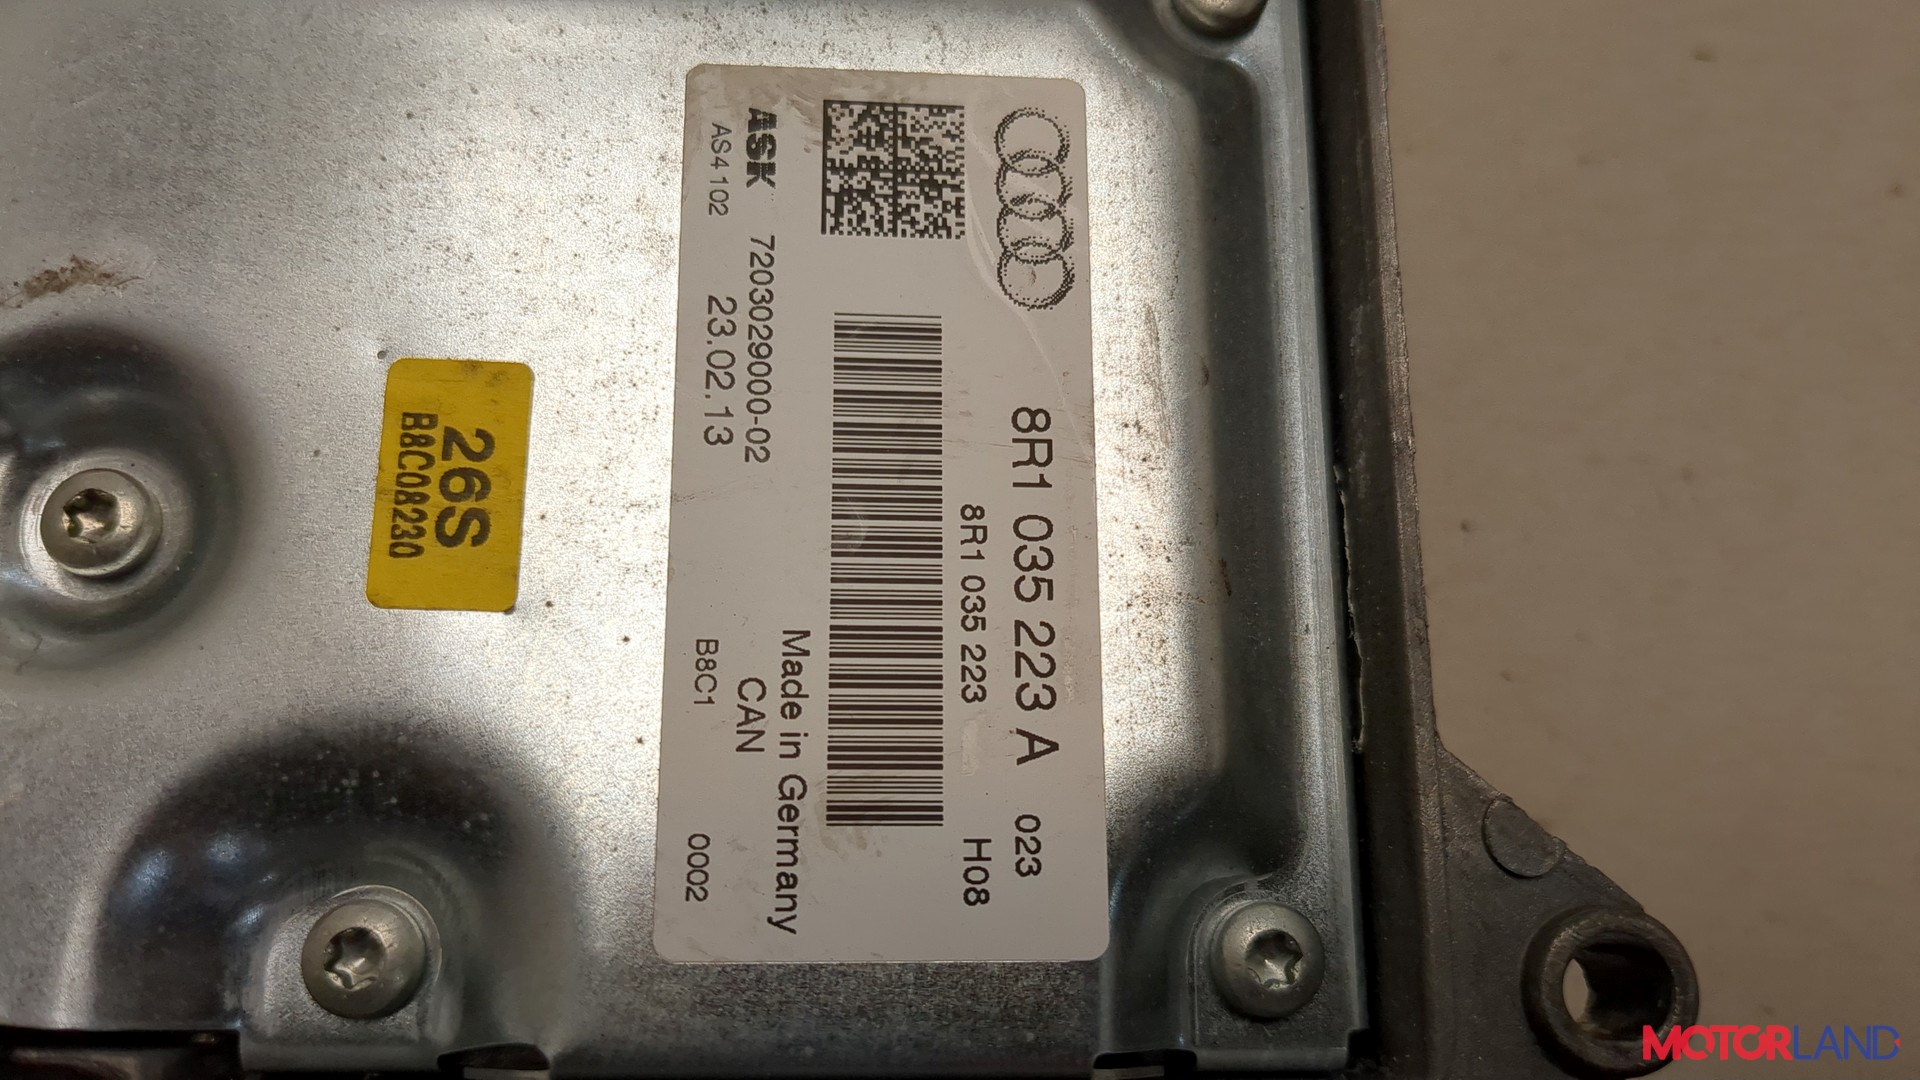 8R1 035 223 A 023
8R1 035 223 H08
Made in Germany
ASK 7203029000-02 CAN
AS4 102 23.02.13 B8C1 0002
26S
B8C08230
MOTORLAND